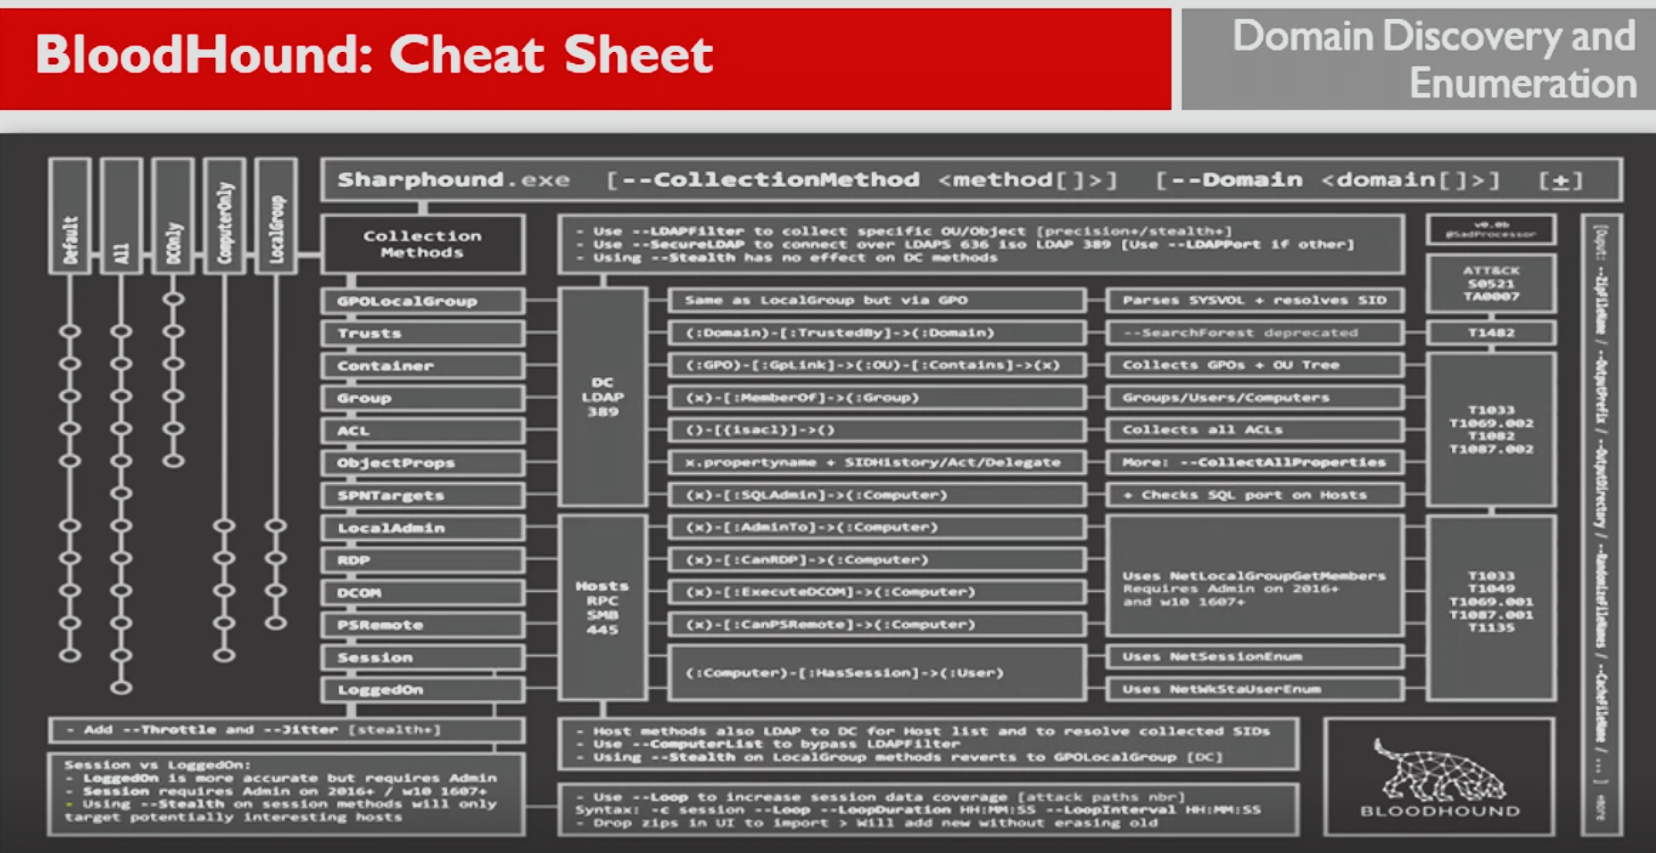 BloodHound: Cheat Sheet
Domain Discovery and
Enumeration
Default
All
DCOnly
ComputerOnly
LocalGroup
Sharphound.exe [--CollectionMethod <method[]>] [--Domain <domain[]>] [±]
Collection
Methods
- Use --LDAPFilter to collect specific OU/Object [precision+/stealth+]
- Use --SecureLDAP to connect over LDAPS 636 iso LDAP 389 [Use --LDAPPort if other]
- Using --Stealth has no effect on DC methods
@SadProcessor
ATT&CK
S0521
TA0007
GPOLocalGroup
Same as LocalGroup but via GPO
Parses SYSVOL + resolves SID
Trusts
(:Domain)-[:TrustedBy]->(:Domain)
--SearchForest deprecated
T1482
Container
(:GPO)-[:GpLink]->(:OU)-[:Contains]->(x)
Collects GPOs + OU Tree
DC
LDAP
389
Group
(x)-[:MemberOf]->(:Group)
Groups/Users/Computers
T1033
T1069.002
T1082
T1087.002
ACL
()-[{isacl}]->()
Collects all ACLs
ObjectProps
x.propertyname + SIDHistory/Act/Delegate
More: --CollectAllProperties
SPNTargets
(x)-[:SQLAdmin]->(:Computer)
+ Checks SQL port on Hosts
LocalAdmin
(x)-[:AdminTo]->(:Computer)
RDP
(x)-[:CanRDP]->(:Computer)
Hosts
RPC
SMB
445
Uses NetLocalGroupGetMembers
Requires Admin on 2016+
and w10 1607+
T1033
T1049
T1069.001
T1087.001
T1135
DCOM
(x)-[:ExecuteDCOM]->(:Computer)
PSRemote
(x)-[:CanPSRemote]->(:Computer)
Session
(:Computer)-[:HasSession]->(:User)
Uses NetSessionEnum
LoggedOn
Uses NetWkStaUserEnum
- Add --Throttle and --Jitter [stealth+]
Session vs LoggedOn:
- LoggedOn is more accurate but requires Admin
- Session requires Admin on 2016+ / w10 1607+
- Using --Stealth on session methods will only
target potentially interesting hosts
- Host methods also LDAP to DC for Host list and to resolve collected SIDs
- Use --ComputerList to bypass LDAPFilter
- Using --Stealth on LocalGroup methods reverts to GPOLocalGroup [DC]
- Use --Loop to increase session data coverage [attack paths nbr]
Syntax: -c session --Loop --LoopDuration HH:MM:SS --LoopInterval HH:MM:SS
- Drop zips in UI to import > Will add new without erasing old
BLOODHOUND
--ZipFileName / --OutputPrefix / --OutputDirectory / --RandomizeFileNames / --CacheFileName / ... ]